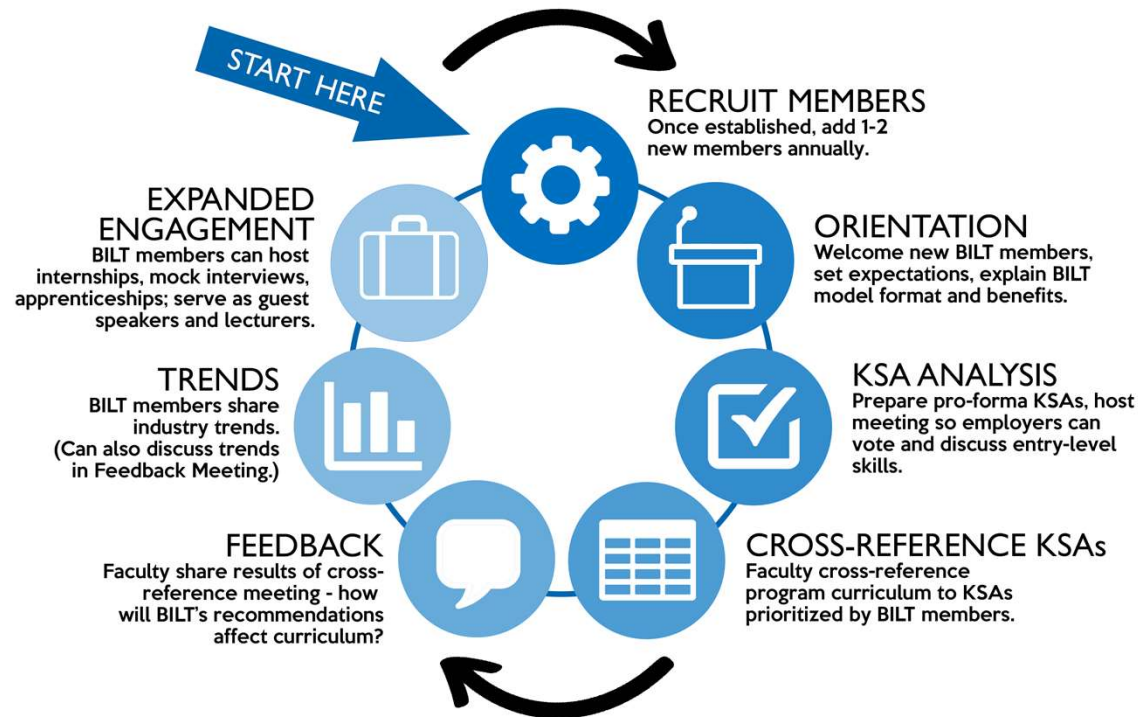 START HERE
RECRUIT MEMBERS
Once established, add 1-2
new members annually.
ORIENTATION
Welcome new BILT members,
set expectations, explain BILT
model format and benefits.
KSA ANALYSIS
Prepare pro-forma KSAs, host
meeting so employers can
vote and discuss entry-level
skills.
CROSS-REFERENCE KSAs
Faculty cross-reference
program curriculum to KSAs
prioritized by BILT members.
FEEDBACK
Faculty share results of cross-
reference meeting - how
will BILT's recommendations
affect curriculum?
TRENDS
BILT members share
industry trends.
(Can also discuss trends
in Feedback Meeting.)
EXPANDED
ENGAGEMENT
BILT members can host
internships, mock interviews,
apprenticeships; serve as guest
speakers and lecturers.